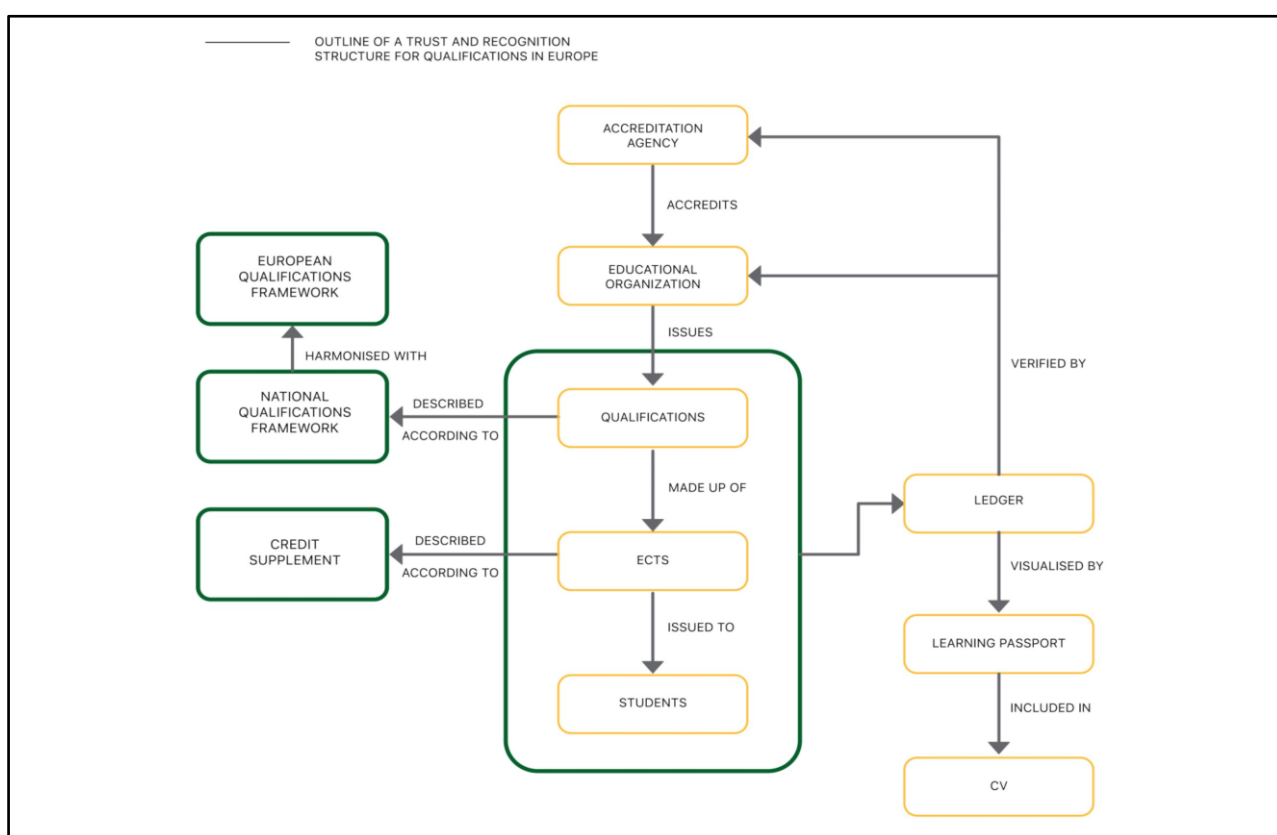 OUTLINE OF A TRUST AND RECOGNITION
STRUCTURE FOR QUALIFICATIONS IN EUROPE
ACCREDITATION
AGENCY
ACCREDITS
EDUCATIONAL
ORGANIZATION
ISSUES
EUROPEAN
QUALIFICATIONS
FRAMEWORK
HARMONISED WITH
NATIONAL
QUALIFICATIONS
FRAMEWORK
DESCRIBED
ACCORDING TO
QUALIFICATIONS
MADE UP OF
CREDIT
SUPPLEMENT
DESCRIBED
ACCORDING TO
ECTS
ISSUED TO
STUDENTS
VERIFIED BY
LEDGER
VISUALISED BY
LEARNING PASSPORT
INCLUDED IN
CV